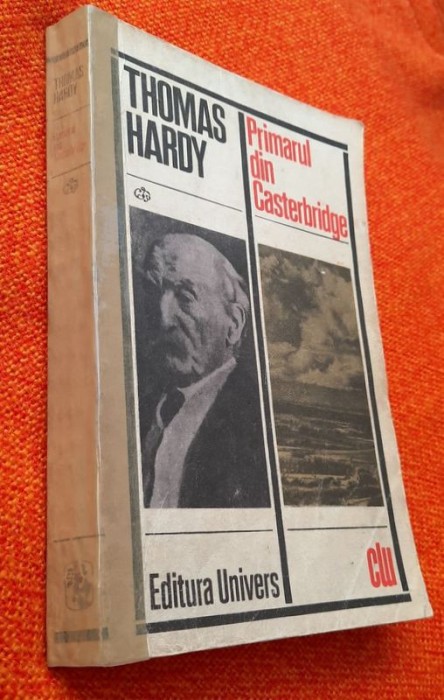 THOMAS
HARDY
THOMAS
HARDY
Primarul
din
Casterbridge
Editura Univers
clu